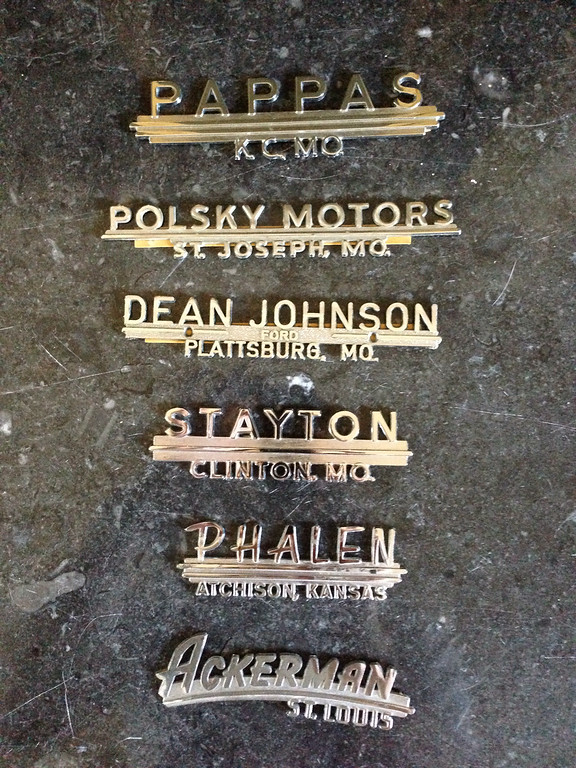 PAPPAS
K.C. MO.
POLSKY MOTORS
ST. JOSEPH, MO.
DEAN JOHNSON
FORD
PLATTSBURG, MO.
STAYTON
CLINTON, MO.
PHALEN
ATCHISON, KANSAS
ACKERMAN
ST. LOUIS